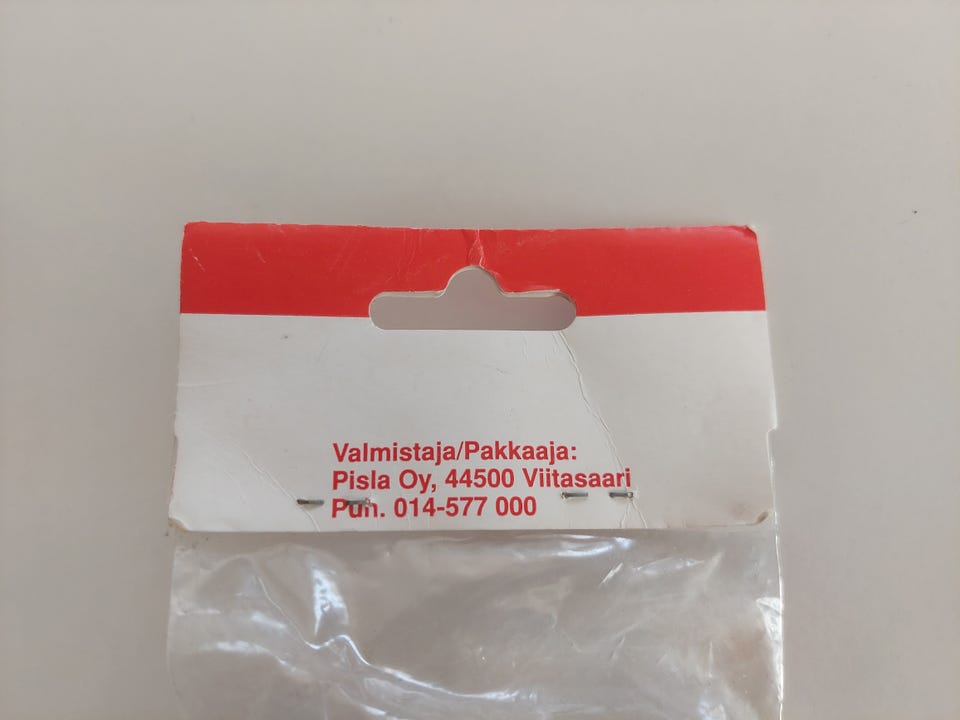 Valmistaja/Pakkaaja:
Pisla Oy, 44500 Viitasaari
Puh. 014-577 000